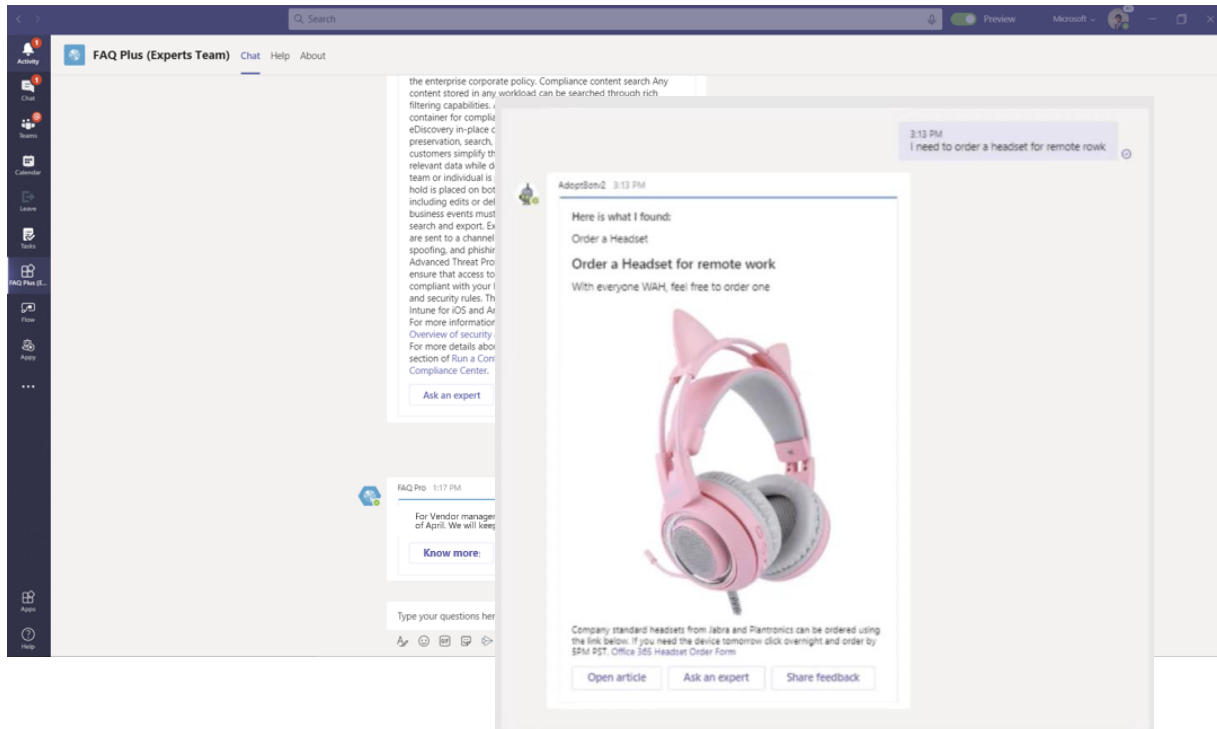 Search
Preview
Microsoft
Activity
Chat
Teams
Calendar
Leave
Tasks
FAQ Plus (E...
Flow
Appy
Apps
Help
FAQ Plus (Experts Team) Chat Help About
the enterprise corporate policy. Compliance content search Any
content stored in any workload can be searched through rich
filtering capabilities.
container for complia
eDiscovery in-place
preservation, search,
customers simplify th
relevant data while d
team or individual is
hold is placed on bot
including edits or del
business events must
search and export. Ex
are sent to a channel
spoofing, and phishin
Advanced Threat Pro
ensure that access to
compliant with your
and security rules. Th
Intune for iOS and An
For more information
Overview of security
For more details abou
section of Run a Con
Compliance Center.
Ask an expert
FAQ Pro 1:17 PM
For Vendor manager
of April. We will keep
Know more:
Type your questions her
3:13 PM
I need to order a headset for remote rowk
AdoptBotv2 3:13 PM
Here is what I found:
Order a Headset
Order a Headset for remote work
With everyone WAH, feel free to order one
Company standard headsets from Jabra and Plantronics can be ordered using
the link below. If you need the device tomorrow click overnight and order by
5PM PST. Office 365 Headset Order Form
Open article Ask an expert Share feedback